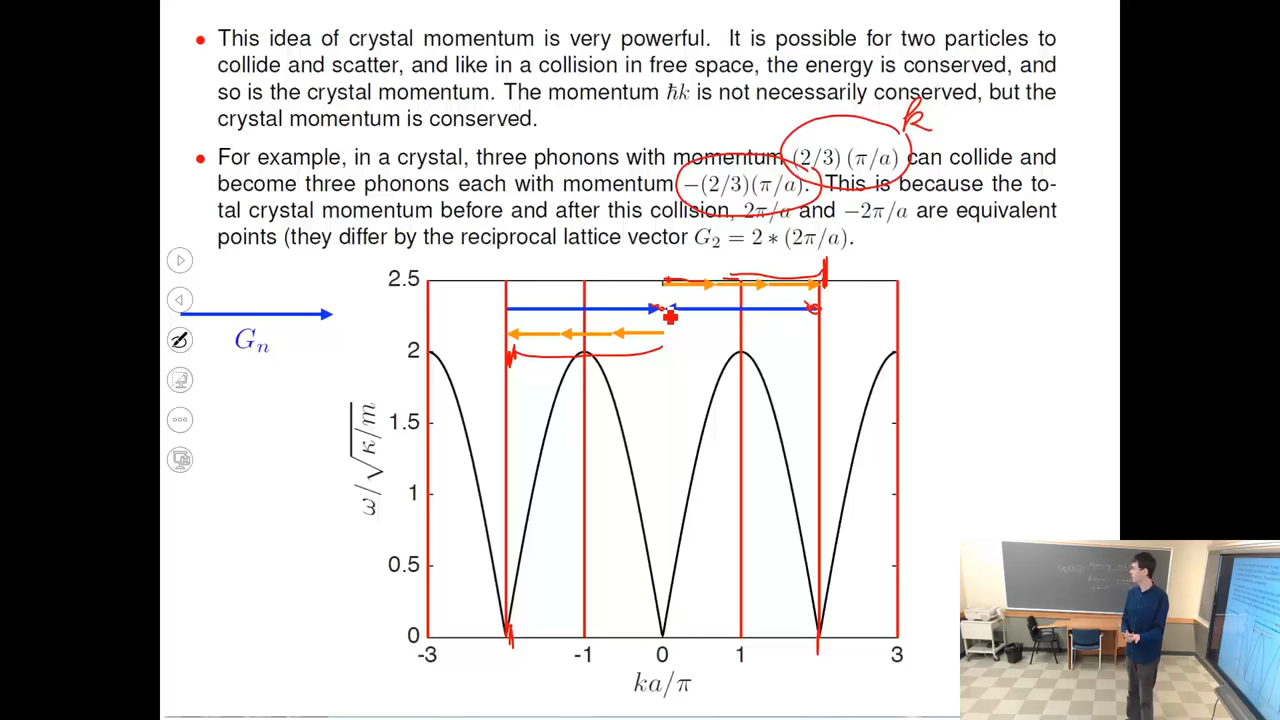 • This idea of crystal momentum is very powerful. It is possible for two particles to
collide and scatter, and like in a collision in free space, the energy is conserved, and
so is the crystal momentum. The momentum ℏk is not necessarily conserved, but the
crystal momentum is conserved.
k
• For example, in a crystal, three phonons with momentum (2/3)(π/a) can collide and
become three phonons each with momentum −(2/3)(π/a). This is because the to-
tal crystal momentum before and after this collision, 2π/a and −2π/a are equivalent
points (they differ by the reciprocal lattice vector G₂ = 2 ∗ (2π/a).
Gₙ
2.5
2
1.5
1
0.5
0
ω/√κ/m
-3 -1 0 1 3
ka/π